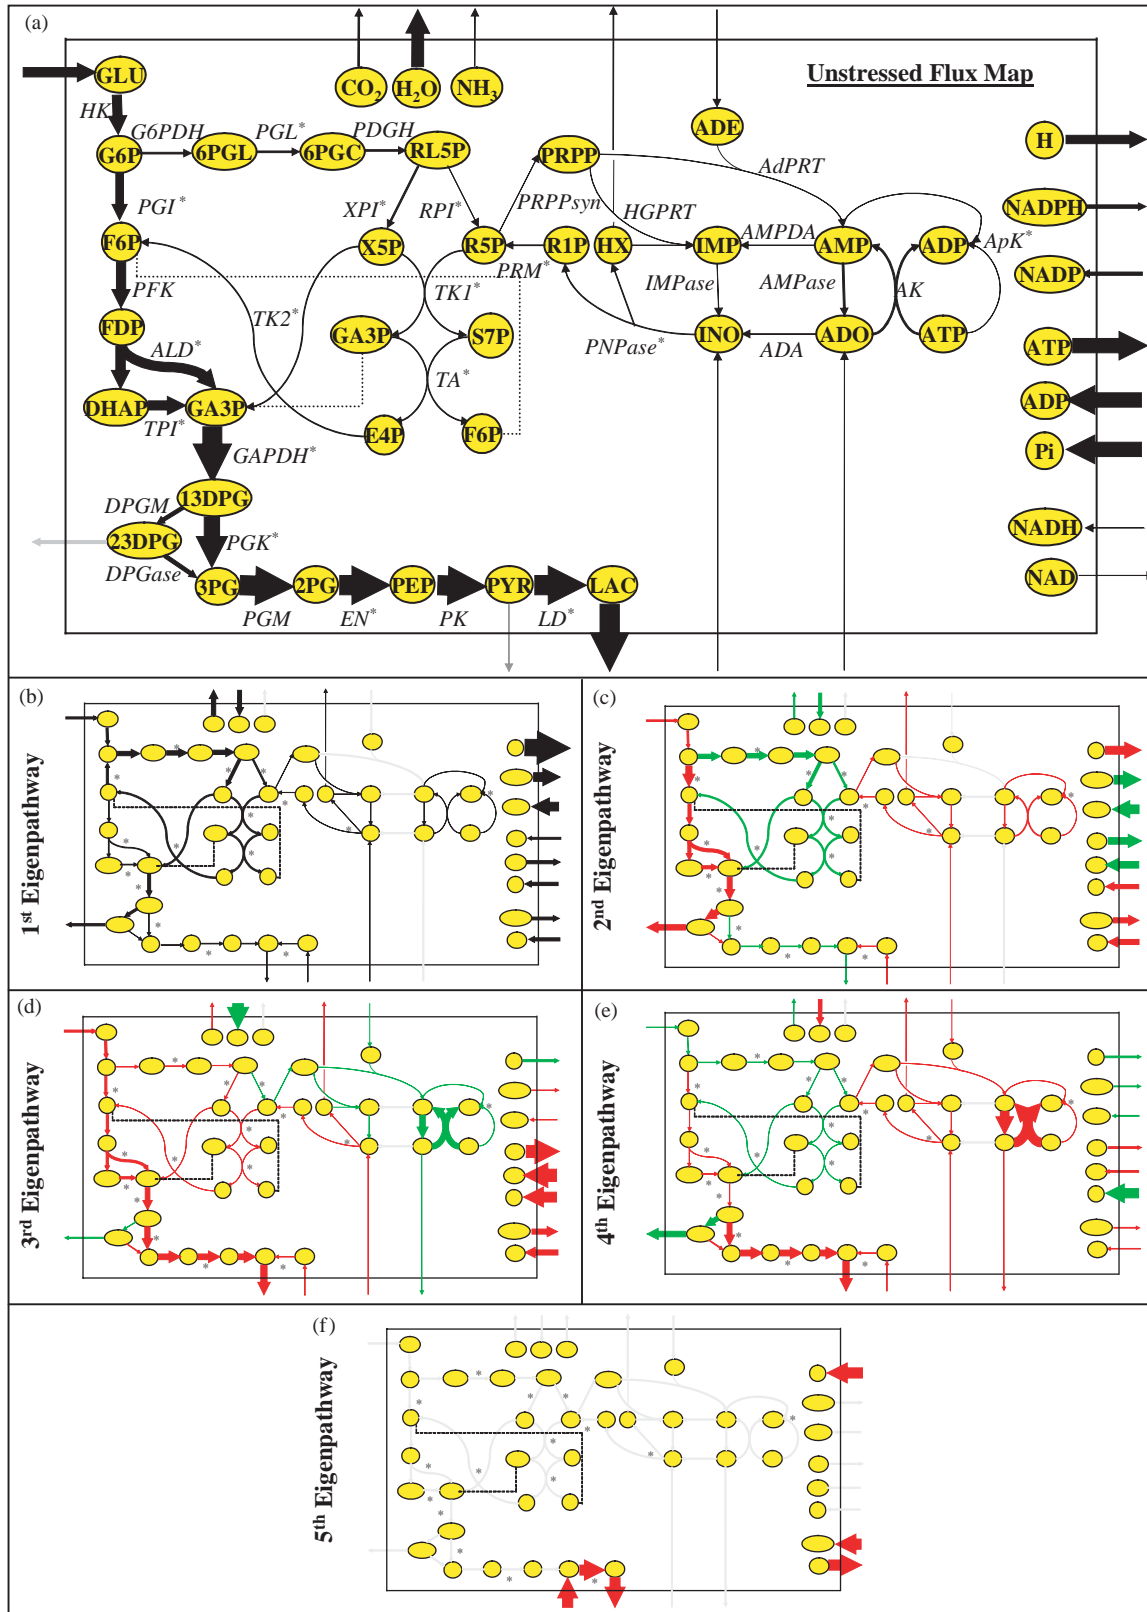 (a)
Unstressed Flux Map
GLU
CO2
H2O
NH3
ADE
H
HK
G6PDH
PGL*
PDGH
G6P
6PGL
6PGC
RL5P
PRPP
AdPRT
NADPH
PGI*
XPI*
RPI*
PRPPsyn
HGPRT
AMPDA
ApK*
F6P
X5P
R5P
R1P
HX
IMP
AMP
ADP
NADP
PFK
TK2*
TK1*
PRM*
IMPase
AMPase
AK
FDP
GA3P
S7P
PNPase*
INO
ADA
ADO
ATP
ATP
ALD*
TA*
DHAP
GA3P
ADP
TPI*
E4P
F6P
GAPDH*
Pi
13DPG
DPGM
23DPG
PGK*
NADH
DPGase
3PG
2PG
PEP
PYR
LAC
NAD
PGM
EN*
PK
LD*
(b)
1st Eigenpathway
(c)
2nd Eigenpathway
(d)
3rd Eigenpathway
(e)
4th Eigenpathway
(f)
5th Eigenpathway